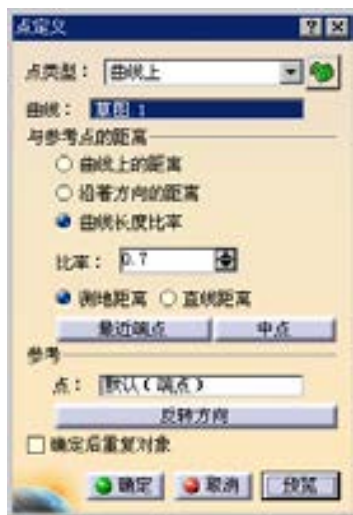 点定义
点类型： 曲线上
曲线： 草图.1
与参考点的距离
曲线上的距离
沿著方向的距离
曲线长度比率
比率： 0.7
测地距离 直线距离
最近端点 中点
参考
点： 默认（端点）
反转方向
确定后重复对象
确定 取消 预览